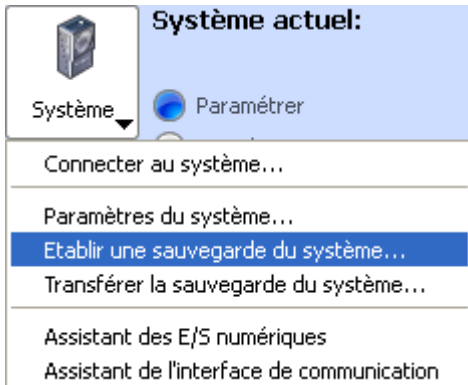 Système actuel:
Système
Paramétrer
Connecter au système...
Paramètres du système...
Etablir une sauvegarde du système...
Transférer la sauvegarde du système...
Assistant des E/S numériques
Assistant de l'interface de communication